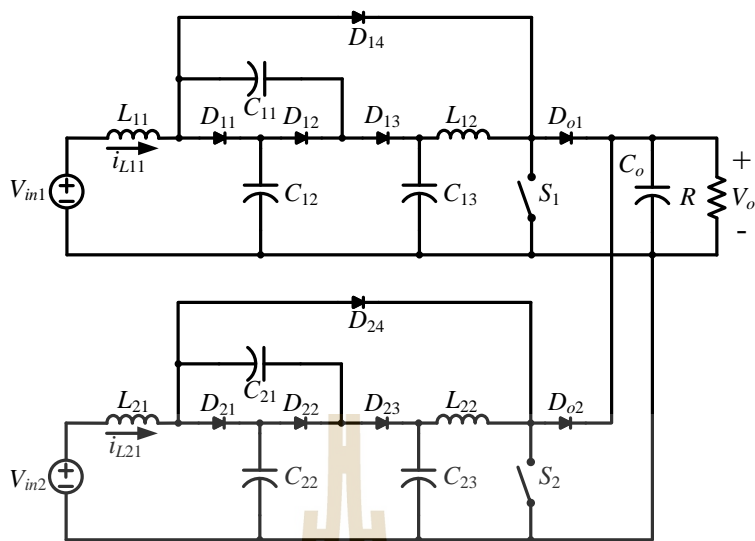 D14
C11
L11 D11 D12 D13 L12 Do1
iL11
Vin1 C12 C13 S1 Co R + Vo -
D24
C21
L21 D21 D22 D23 L22 Do2
iL21
Vin2 C22 C23 S2